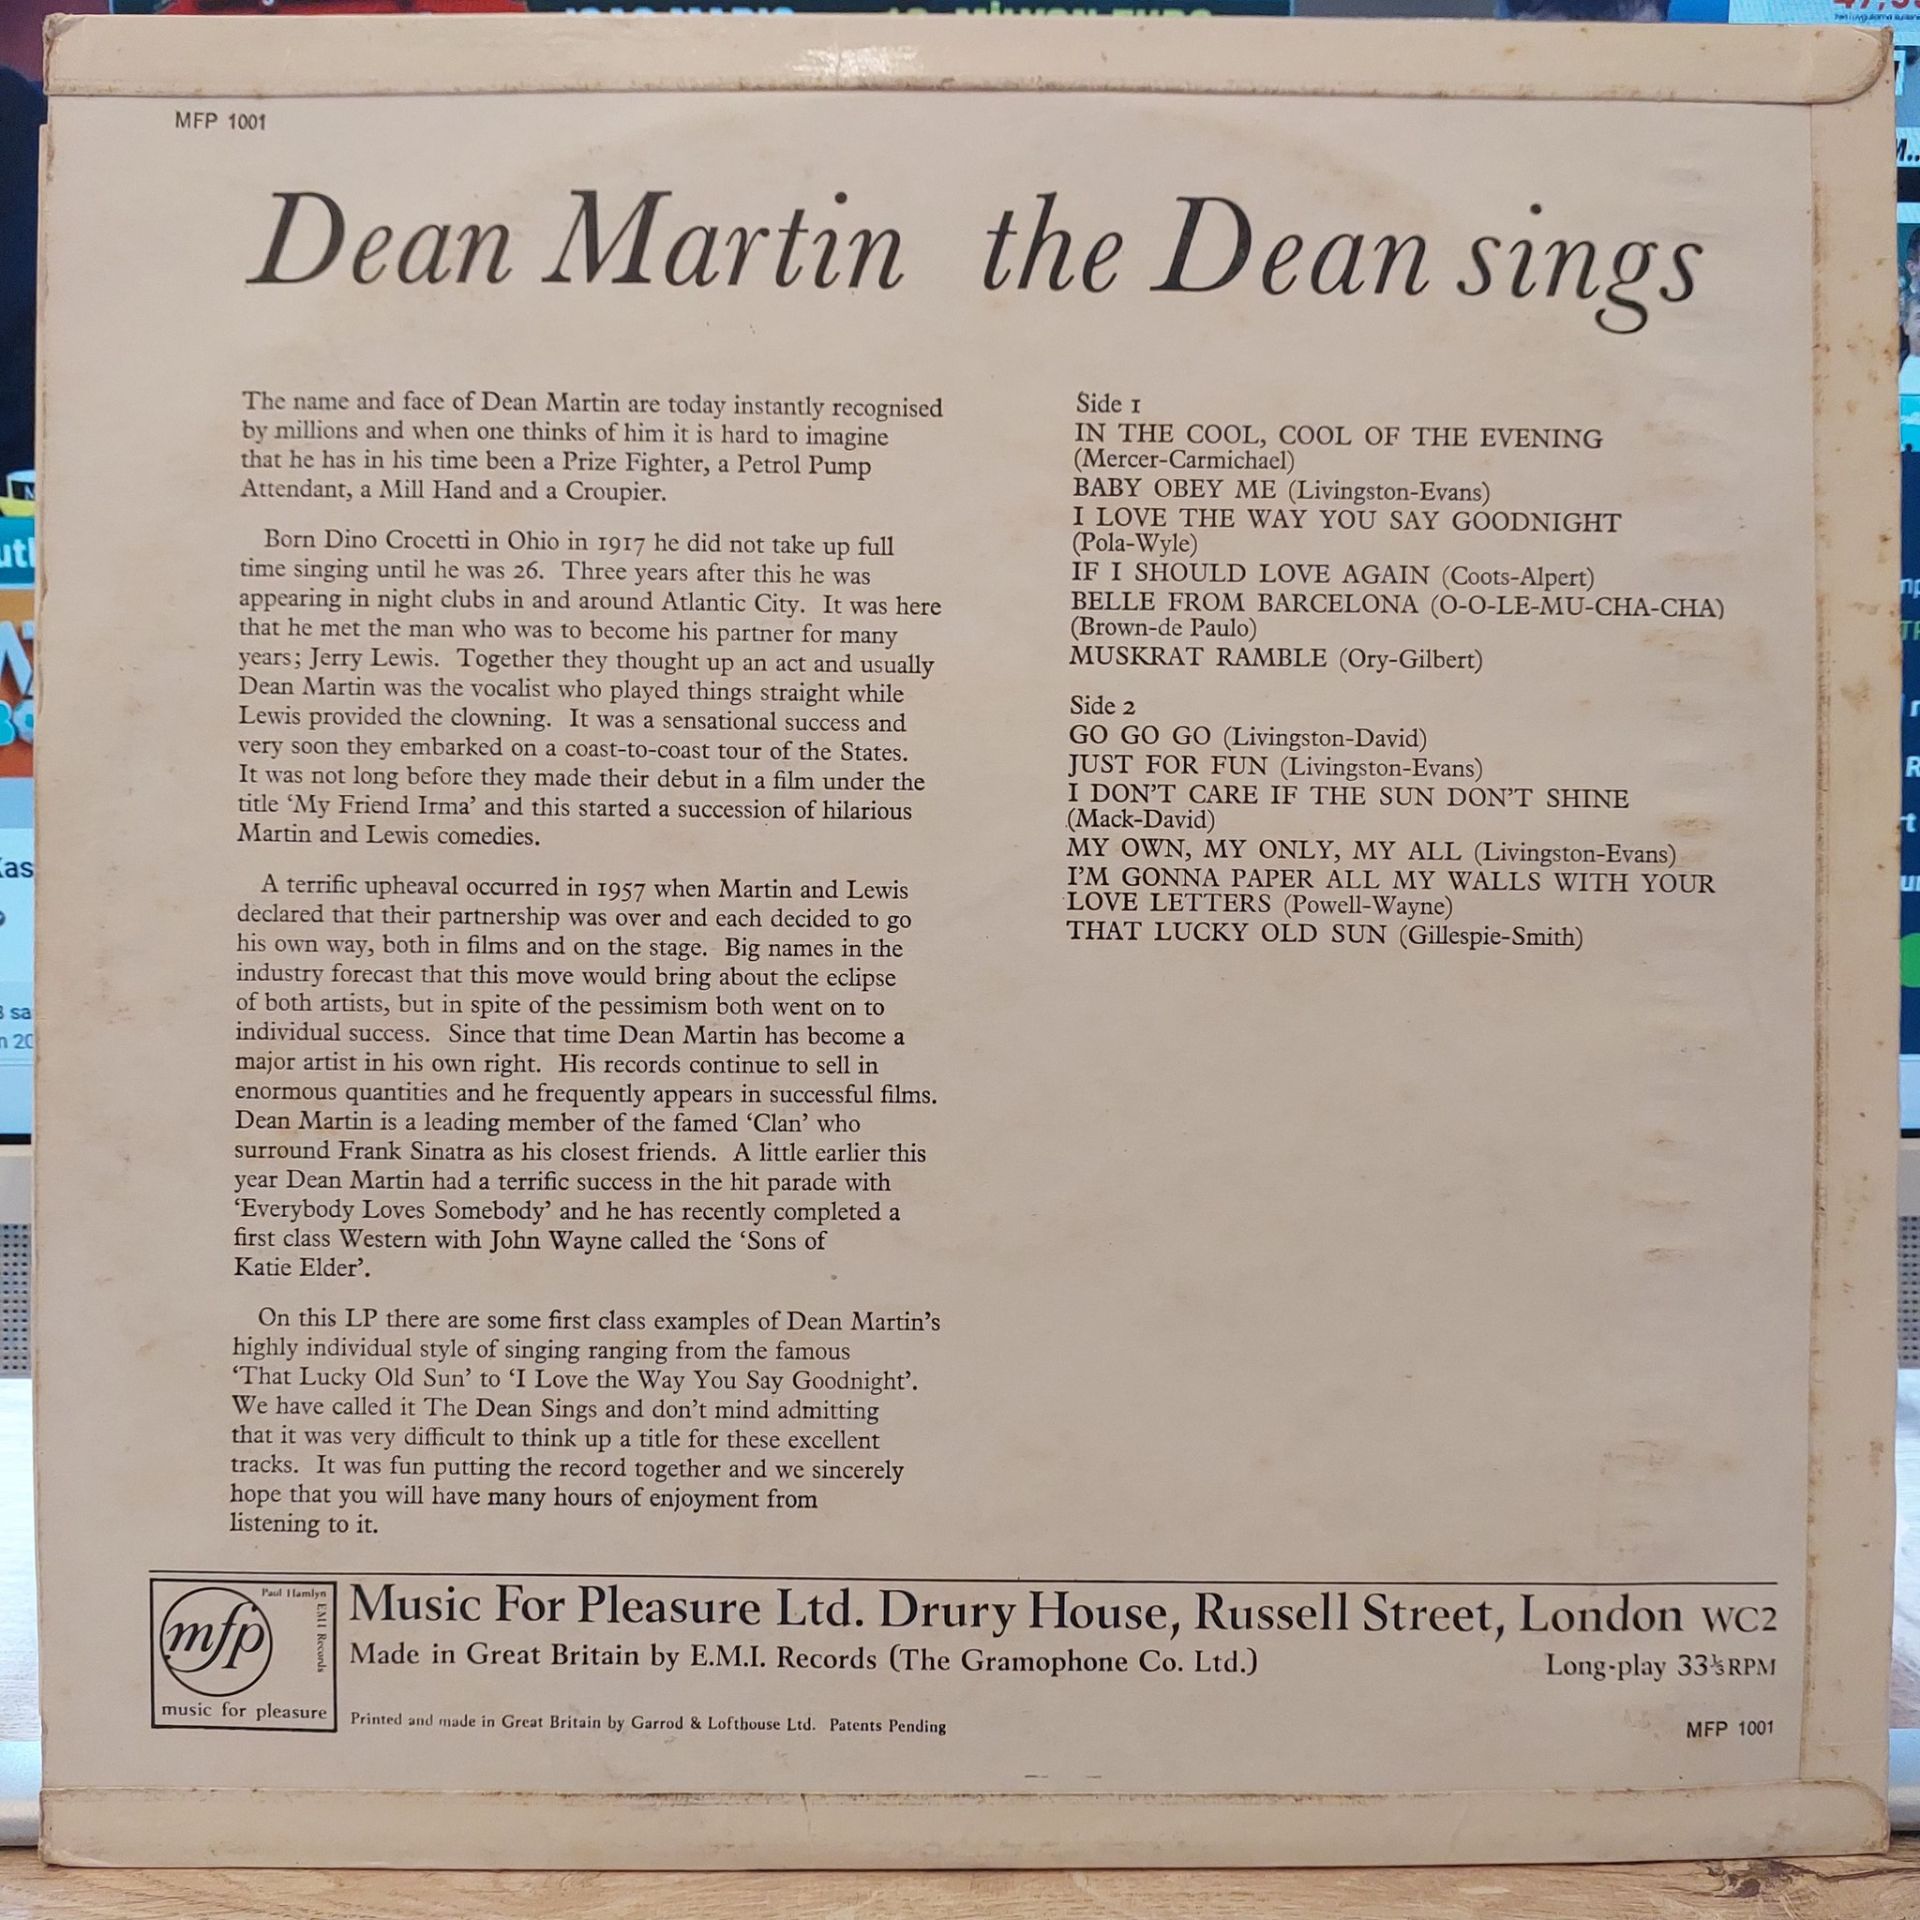 MFP 1001
Dean Martin the Dean sings
The name and face of Dean Martin are today instantly recognised
by millions and when one thinks of him it is hard to imagine
that he has in his time been a Prize Fighter, a Petrol Pump
Attendant, a Mill Hand and a Croupier.
Born Dino Crocetti in Ohio in 1917 he did not take up full
time singing until he was 26. Three years after this he was
appearing in night clubs in and around Atlantic City. It was here
that he met the man who was to become his partner for many
years; Jerry Lewis. Together they thought up an act and usually
Dean Martin was the vocalist who played things straight while
Lewis provided the clowning. It was a sensational success and
very soon they embarked on a coast-to-coast tour of the States.
It was not long before they made their debut in a film under the
title ‘My Friend Irma’ and this started a succession of hilarious
Martin and Lewis comedies.
A terrific upheaval occurred in 1957 when Martin and Lewis
declared that their partnership was over and each decided to go
his own way, both in films and on the stage. Big names in the
industry forecast that this move would bring about the eclipse
of both artists, but in spite of the pessimism both went on to
individual success. Since that time Dean Martin has become a
major artist in his own right. His records continue to sell in
enormous quantities and he frequently appears in successful films.
Dean Martin is a leading member of the famed ‘Clan’ who
surround Frank Sinatra as his closest friends. A little earlier this
year Dean Martin had a terrific success in the hit parade with
‘Everybody Loves Somebody’ and he has recently completed a
first class Western with John Wayne called the ‘Sons of
Katie Elder’.
On this LP there are some first class examples of Dean Martin’s
highly individual style of singing ranging from the famous
‘That Lucky Old Sun’ to ‘I Love the Way You Say Goodnight’.
We have called it The Dean Sings and don’t mind admitting
that it was very difficult to think up a title for these excellent
tracks. It was fun putting the record together and we sincerely
hope that you will have many hours of enjoyment from
listening to it.
Side 1
IN THE COOL, COOL OF THE EVENING
(Mercer-Carmichael)
BABY OBEY ME (Livingston-Evans)
I LOVE THE WAY YOU SAY GOODNIGHT
(Pola-Wyle)
IF I SHOULD LOVE AGAIN (Coots-Alpert)
BELLE FROM BARCELONA (O-O-LE-MU-CHA-CHA)
(Brown-de Paulo)
MUSKRAT RAMBLE (Ory-Gilbert)
Side 2
GO GO GO (Livingston-David)
JUST FOR FUN (Livingston-Evans)
I DON’T CARE IF THE SUN DON’T SHINE
(Mack-David)
MY OWN, MY ONLY, MY ALL (Livingston-Evans)
I’M GONNA PAPER ALL MY WALLS WITH YOUR
LOVE LETTERS (Powell-Wayne)
THAT LUCKY OLD SUN (Gillespie-Smith)
Paul Hamlyn
EMI Records
mfp
music for pleasure
Music For Pleasure Ltd. Drury House, Russell Street, London WC2
Made in Great Britain by E.M.I. Records (The Gramophone Co. Ltd.)
Long-play 33⅓RPM
Printed and made in Great Britain by Garrod & Lofthouse Ltd. Patents Pending
MFP 1001